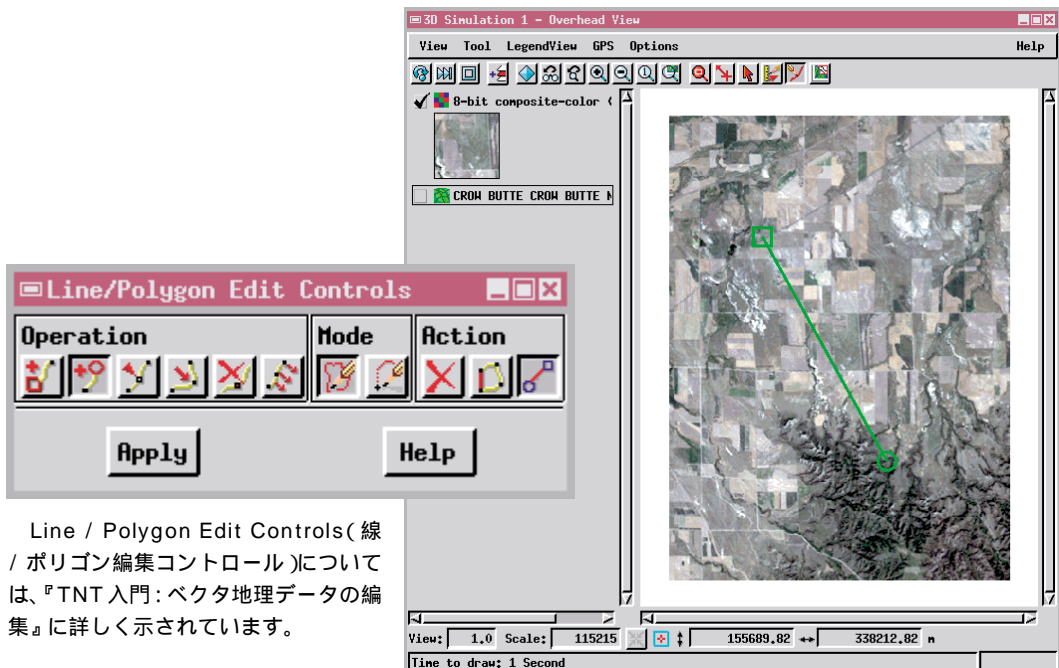 3D Simulation 1 - Overhead View
View Tool LegendView GPS Options Help
8-bit composite-color (
CROW BUTTE CROW BUTTE N
Line/Polygon Edit Controls
Operation Mode Action
Apply Help
Line / Polygon Edit Controls(線
/ ポリゴン編集コントロール)について
は、『TNT入門:ベクタ地理データの編
集』に詳しく示されています。
View: 1.0 Scale: 115215 155689.82 338212.82 m
Time to draw: 1 Second